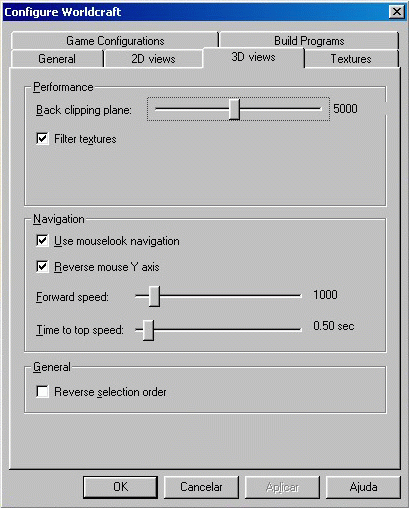 Configure Worldcraft
Game Configurations Build Programs
General 2D views 3D views Textures
Performance
Back clipping plane: 5000
Filter textures
Navigation
Use mouselook navigation
Reverse mouse Y axis
Forward speed: 1000
Time to top speed: 0.50 sec
General
Reverse selection order
OK Cancelar Aplicar Ajuda